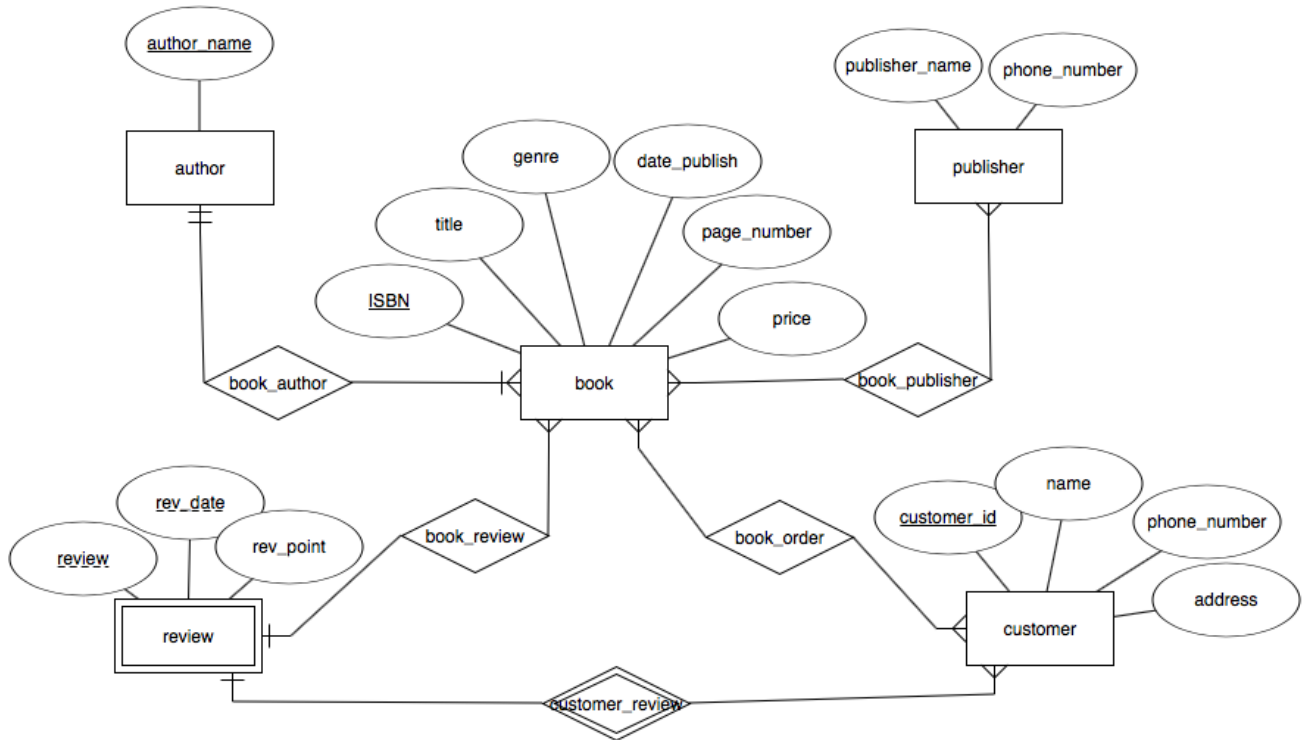 author_name
publisher_name
phone_number
author
genre
date_publish
publisher
title
page_number
ISBN
price
book_author
book
book_publisher
rev_date
name
review
rev_point
book_review
book_order
customer_id
phone_number
address
review
customer
customer_review